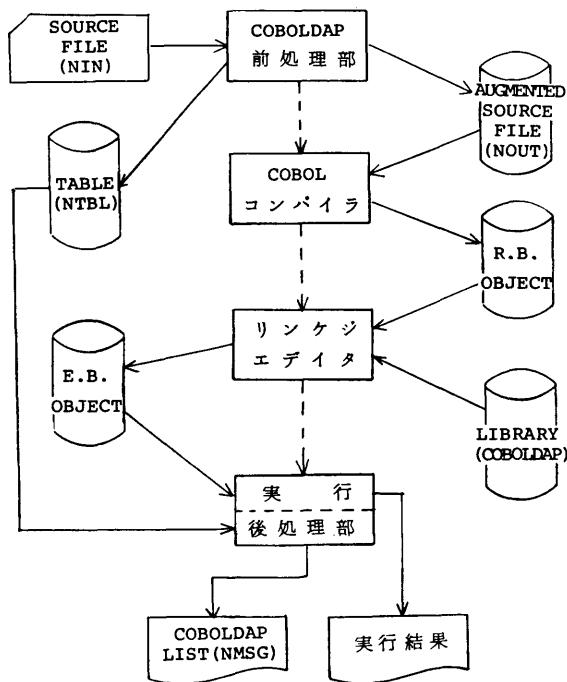 SOURCE
FILE
(NIN)
COBOLDAP
前処理部
AUGMENTED
SOURCE
FILE
(NOUT)
TABLE
(NTBL)
COBOL
コンパイラ
R.B.
OBJECT
リンケジ
エデイタ
E.B.
OBJECT
LIBRARY
(COBOLDAP)
実行
後処理部
COBOLDAP
LIST(NMSG)
実行結果